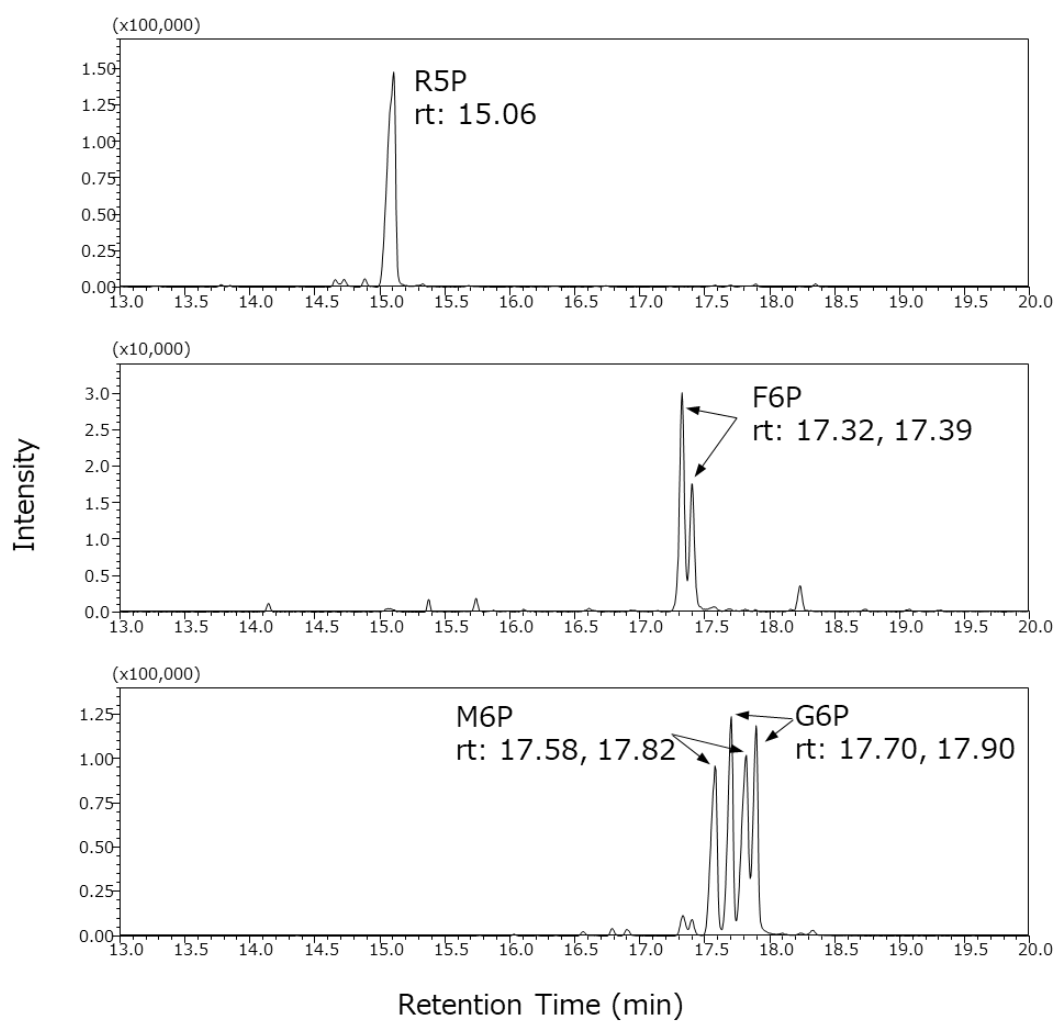 (x100,000)
R5P
rt: 15.06
1.50
1.25
1.00
0.75
0.50
0.25
0.00
13.0 13.5 14.0 14.5 15.0 15.5 16.0 16.5 17.0 17.5 18.0 18.5 19.0 19.5 20.0
(x10,000)
F6P
rt: 17.32, 17.39
3.0
2.5
2.0
1.5
1.0
0.5
0.0
13.0 13.5 14.0 14.5 15.0 15.5 16.0 16.5 17.0 17.5 18.0 18.5 19.0 19.5 20.0
Intensity
(x100,000)
M6P
rt: 17.58, 17.82
G6P
rt: 17.70, 17.90
1.25
1.00
0.75
0.50
0.25
0.00
13.0 13.5 14.0 14.5 15.0 15.5 16.0 16.5 17.0 17.5 18.0 18.5 19.0 19.5 20.0
Retention Time (min)